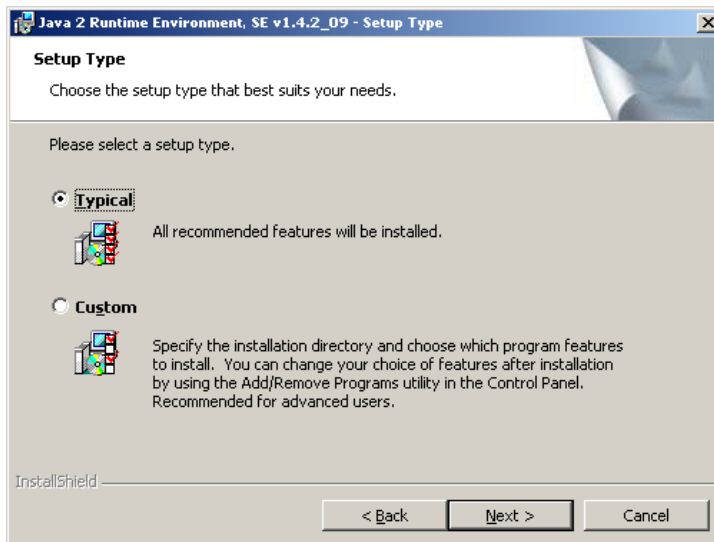 Java 2 Runtime Environment, SE v1.4.2_09 - Setup Type
Setup Type
Choose the setup type that best suits your needs.
Please select a setup type.
Typical
All recommended features will be installed.
Custom
Specify the installation directory and choose which program features
to install. You can change your choice of features after installation
by using the Add/Remove Programs utility in the Control Panel.
Recommended for advanced users.
InstallShield
< Back
Next >
Cancel